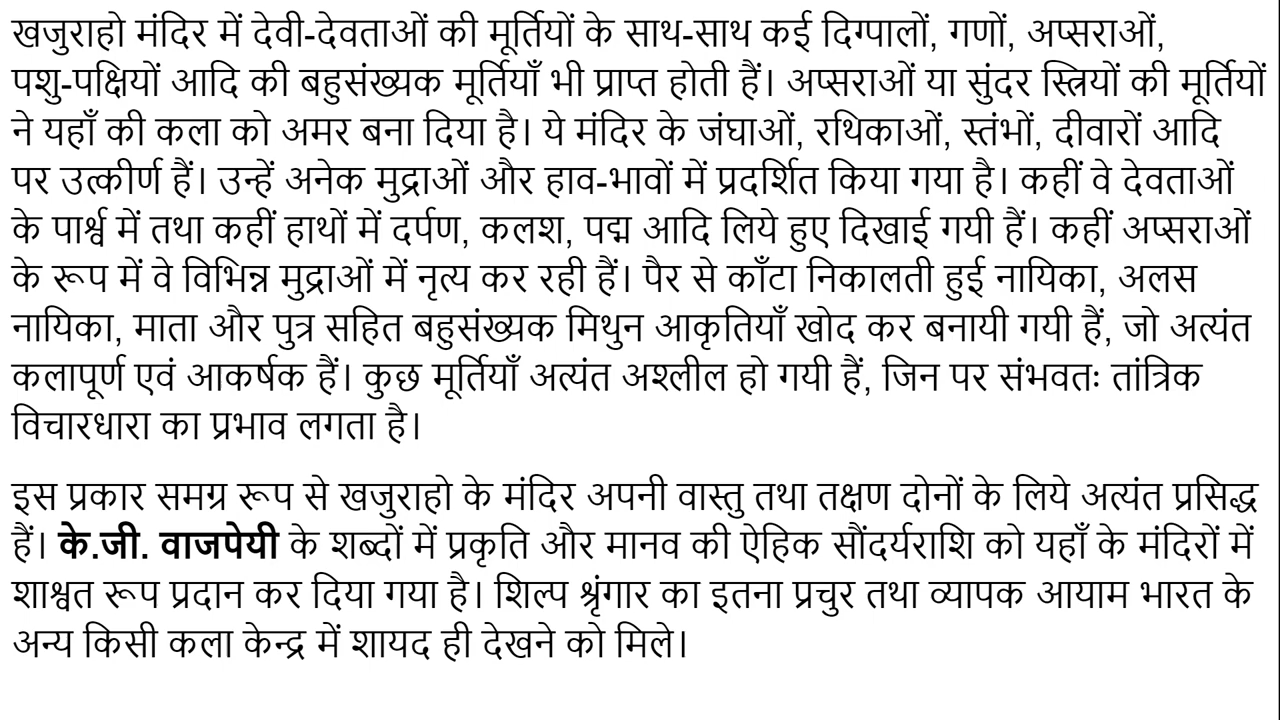 खजुराहो मंदिर में देवी-देवताओं की मूर्तियों के साथ-साथ कई दिग्पालों, गणों, अप्सराओं,
पशु-पक्षियों आदि की बहुसंख्यक मूर्तियाँ भी प्राप्त होती हैं। अप्सराओं या सुंदर स्त्रियों की मूर्तियों
ने यहाँ की कला को अमर बना दिया है। ये मंदिर के जंघाओं, रथिकाओं, स्तंभों, दीवारों आदि
पर उत्कीर्ण हैं। उन्हें अनेक मुद्राओं और हाव-भावों में प्रदर्शित किया गया है। कहीं वे देवताओं
के पार्श्व में तथा कहीं हाथों में दर्पण, कलश, पद्म आदि लिये हुए दिखाई गयी हैं। कहीं अप्सराओं
के रूप में वे विभिन्न मुद्राओं में नृत्य कर रही हैं। पैर से काँटा निकालती हुई नायिका, अलस
नायिका, माता और पुत्र सहित बहुसंख्यक मिथुन आकृतियाँ खोद कर बनायी गयी हैं, जो अत्यंत
कलापूर्ण एवं आकर्षक हैं। कुछ मूर्तियाँ अत्यंत अश्लील हो गयी हैं, जिन पर संभवतः तांत्रिक
विचारधारा का प्रभाव लगता है।
इस प्रकार समग्र रूप से खजुराहो के मंदिर अपनी वास्तु तथा तक्षण दोनों के लिये अत्यंत प्रसिद्ध
हैं। के.जी. वाजपेयी के शब्दों में प्रकृति और मानव की ऐहिक सौंदर्यराशि को यहाँ के मंदिरों में
शाश्वत रूप प्रदान कर दिया गया है। शिल्प श्रृंगार का इतना प्रचुर तथा व्यापक आयाम भारत के
अन्य किसी कला केन्द्र में शायद ही देखने को मिले।